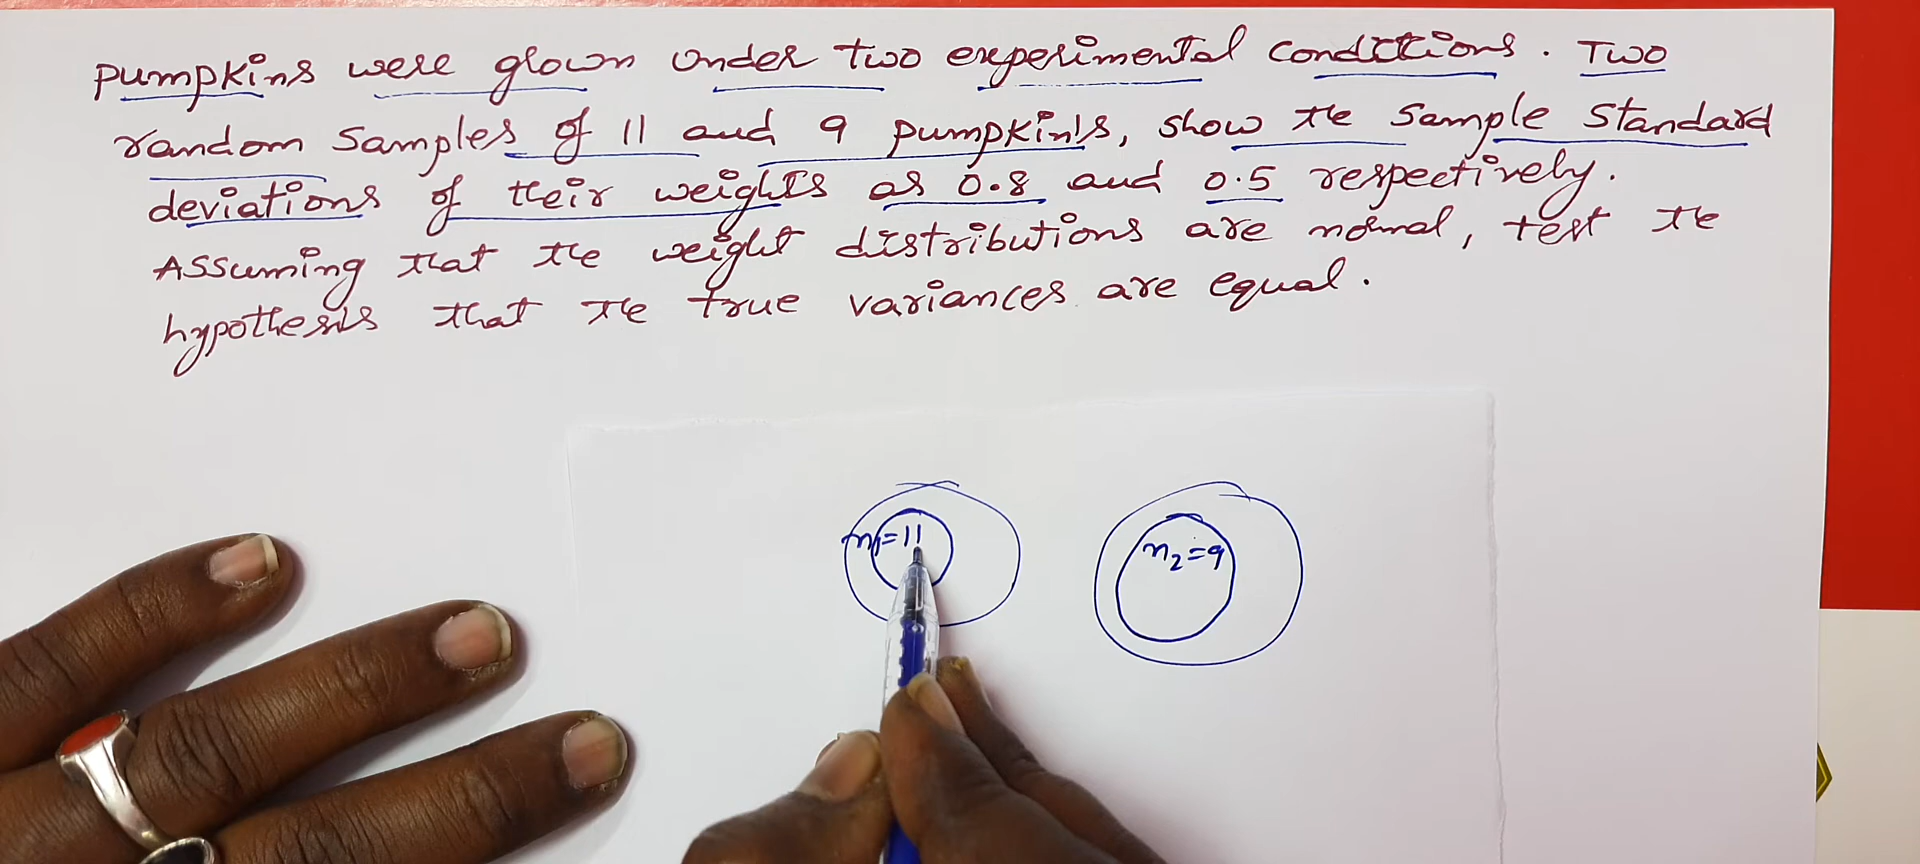 Pumpkins were grown under two experimental conditions. Two
random samples of 11 and 9 pumpkins, show the sample standard
deviations of their weights as 0.8 and 0.5 respectively.
Assuming that the weight distributions are normal, test the
hypothesis that the true variances are equal.
n1=11
n2=9